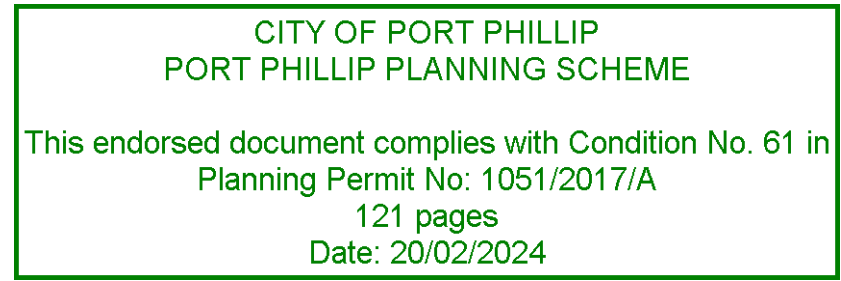 CITY OF PORT PHILLIP
PORT PHILLIP PLANNING SCHEME
This endorsed document complies with Condition No. 61 in
Planning Permit No: 1051/2017/A
121 pages
Date: 20/02/2024